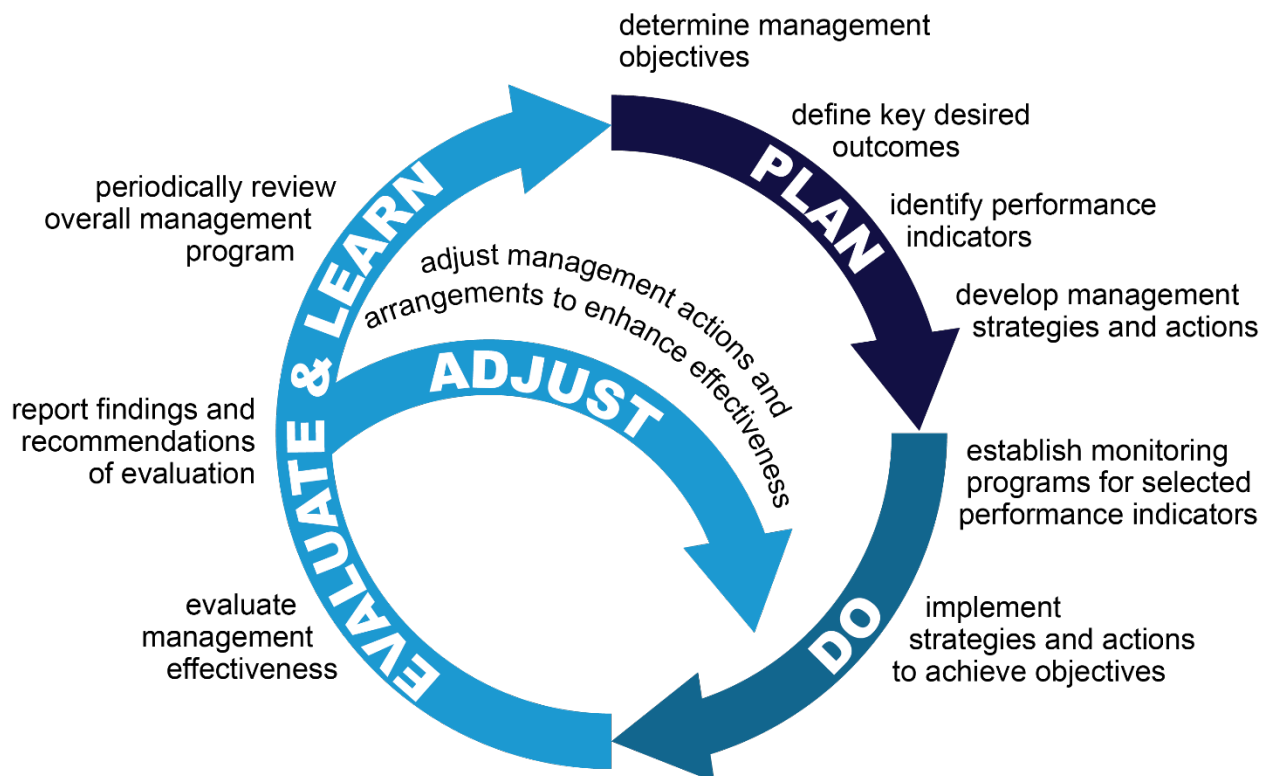 determine management
objectives
define key desired
outcomes
PLAN
identify performance
indicators
develop management
strategies and actions
establish monitoring
programs for selected
performance indicators
DO
implement
strategies and actions
to achieve objectives
evaluate
management
effectiveness
EVALUATE & LEARN
report findings and
recommendations
of evaluation
periodically review
overall management
program
adjust management actions and
arrangements to enhance effectiveness
ADJUST